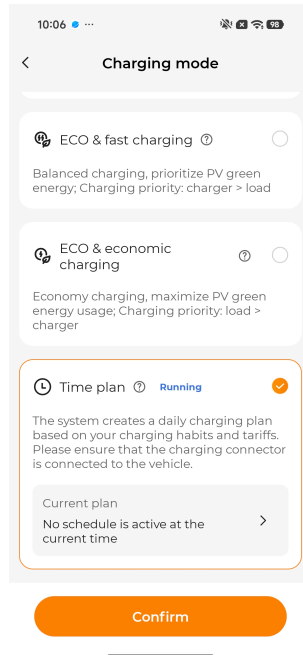 10:06 ...
98
Charging mode
ECO & fast charging ?
Balanced charging, prioritize PV green
energy; Charging priority: charger > load
ECO & economic
charging ?
Economy charging, maximize PV green
energy usage; Charging priority: load >
charger
Time plan ? Running
The system creates a daily charging plan
based on your charging habits and tariffs.
Please ensure that the charging connector
is connected to the vehicle.
Current plan
No schedule is active at the
current time
Confirm